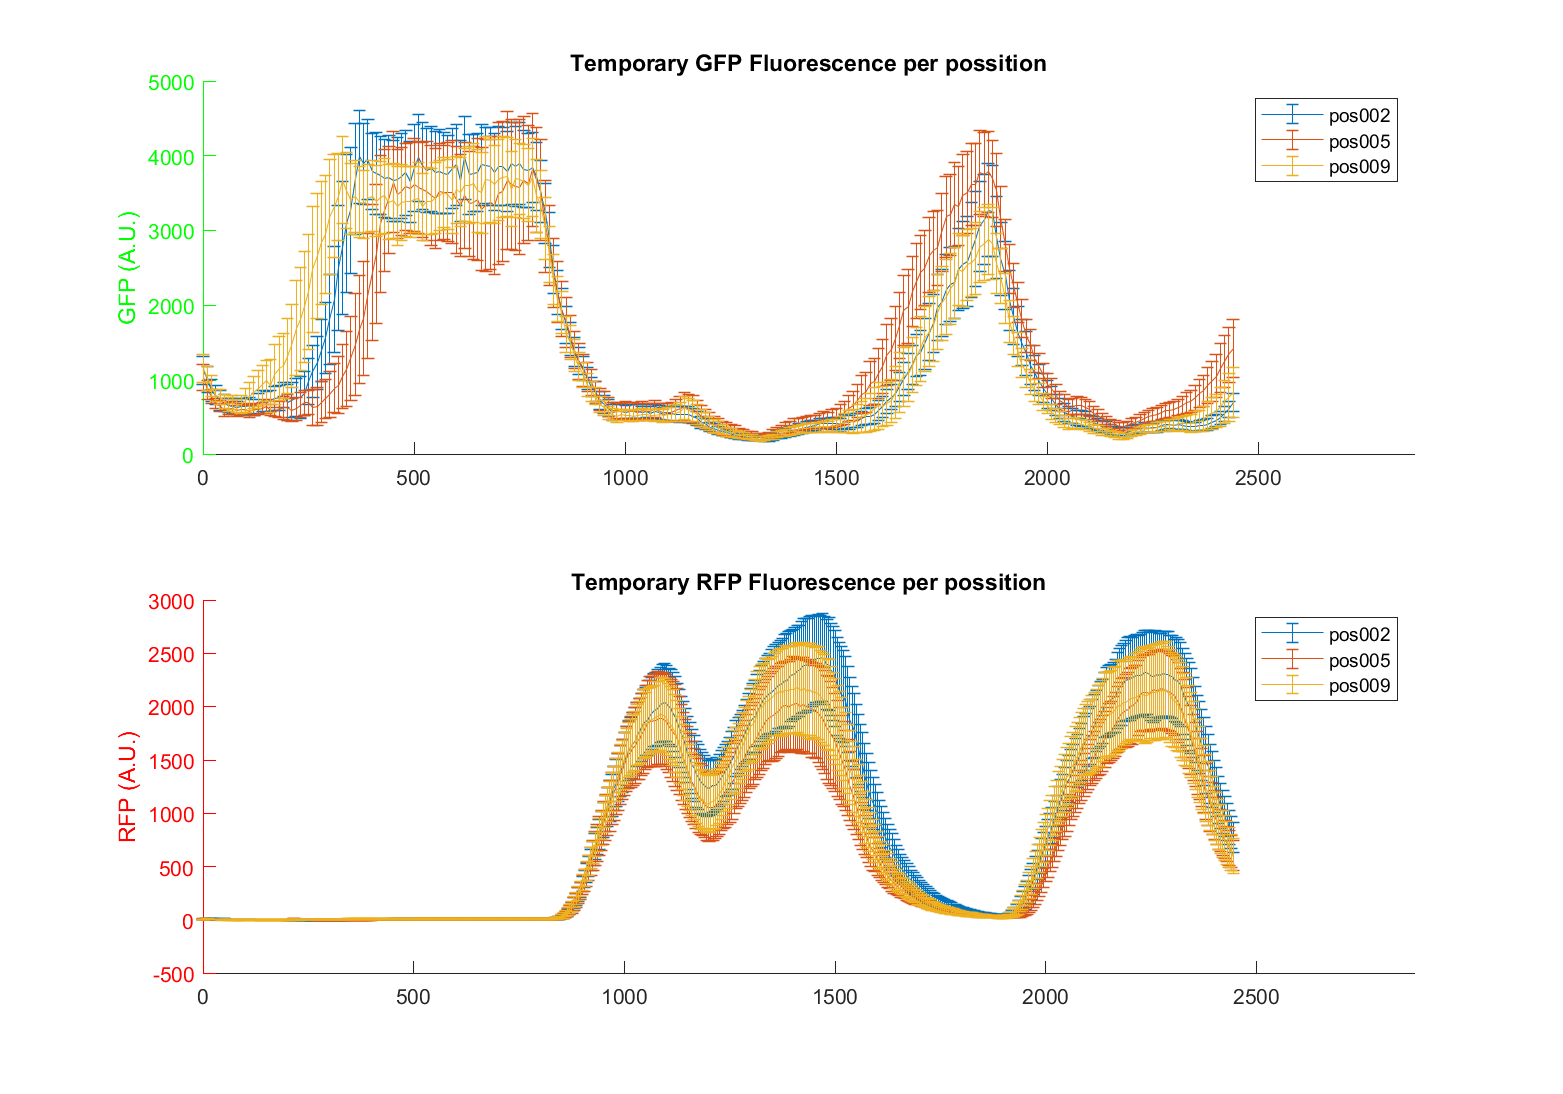 Temporary GFP Fluorescence per possition
GFP (A.U.)
5000
4000
3000
2000
1000
0
0 500 1000 1500 2000 2500
pos002
pos005
pos009
Temporary RFP Fluorescence per possition
RFP (A.U.)
3000
2500
2000
1500
1000
500
0
-500
0 500 1000 1500 2000 2500
pos002
pos005
pos009